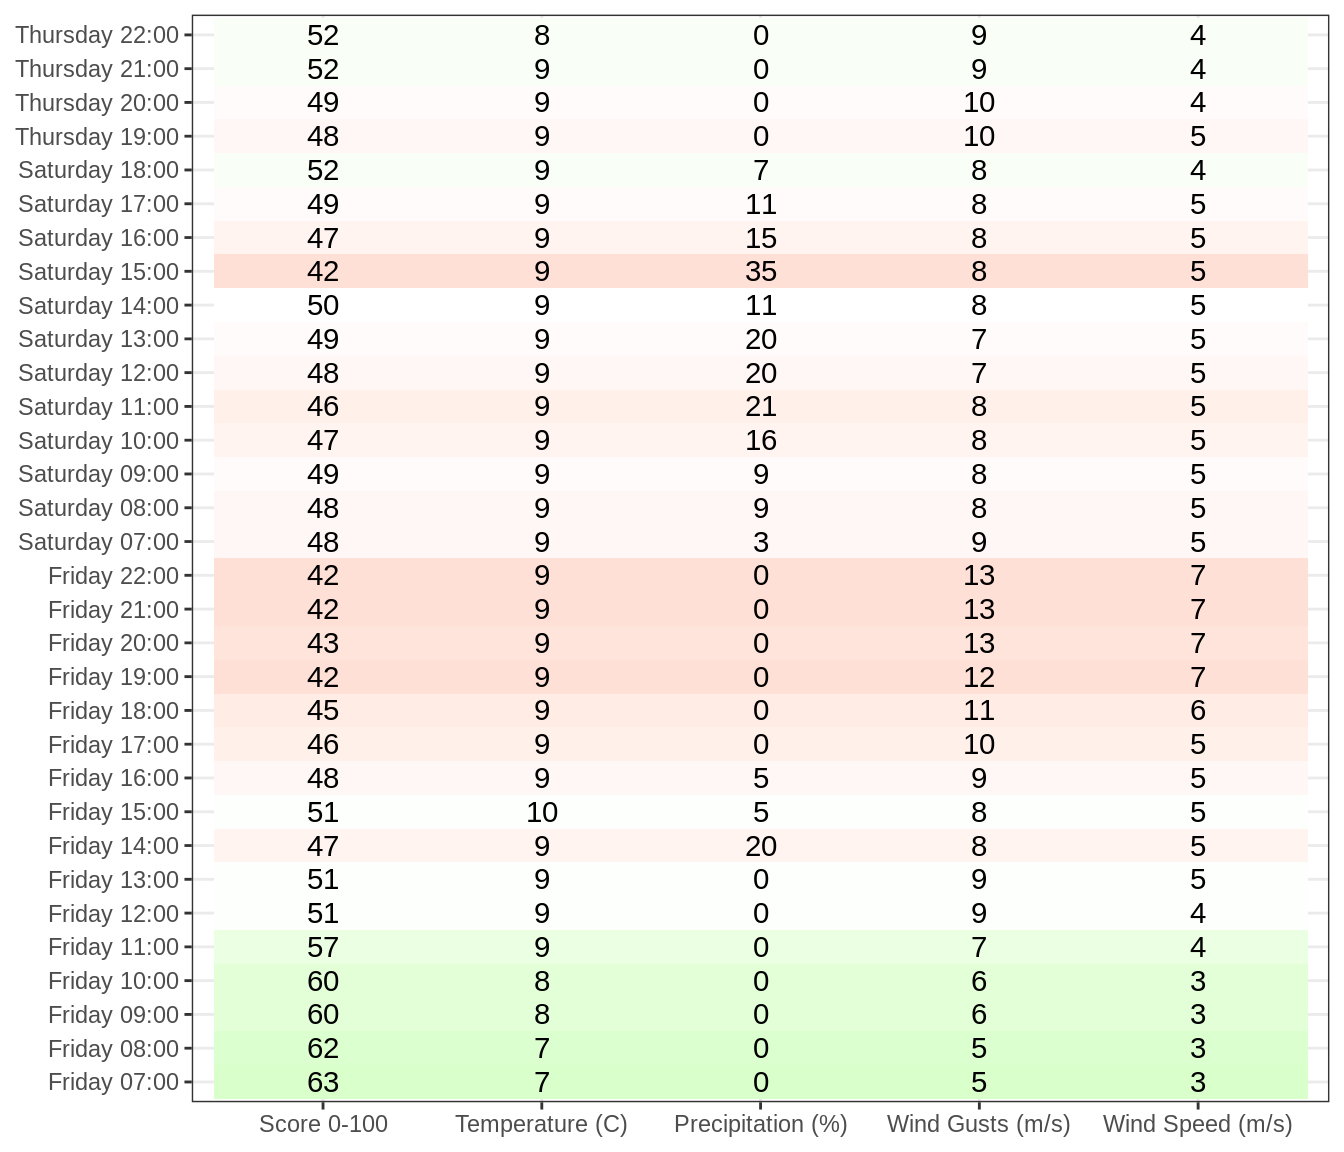 Thursday 22:00 52 8 0 9 4
Thursday 21:00 52 9 0 9 4
Thursday 20:00 49 9 0 10 4
Thursday 19:00 48 9 0 10 5
Saturday 18:00 52 9 7 8 4
Saturday 17:00 49 9 11 8 5
Saturday 16:00 47 9 15 8 5
Saturday 15:00 42 9 35 8 5
Saturday 14:00 50 9 11 8 5
Saturday 13:00 49 9 20 7 5
Saturday 12:00 48 9 20 7 5
Saturday 11:00 46 9 21 8 5
Saturday 10:00 47 9 16 8 5
Saturday 09:00 49 9 9 8 5
Saturday 08:00 48 9 9 8 5
Saturday 07:00 48 9 3 9 5
Friday 22:00 42 9 0 13 7
Friday 21:00 42 9 0 13 7
Friday 20:00 43 9 0 13 7
Friday 19:00 42 9 0 12 7
Friday 18:00 45 9 0 11 6
Friday 17:00 46 9 0 10 5
Friday 16:00 48 9 5 9 5
Friday 15:00 51 10 5 8 5
Friday 14:00 47 9 20 8 5
Friday 13:00 51 9 0 9 5
Friday 12:00 51 9 0 9 4
Friday 11:00 57 9 0 7 4
Friday 10:00 60 8 0 6 3
Friday 09:00 60 8 0 6 3
Friday 08:00 62 7 0 5 3
Friday 07:00 63 7 0 5 3
Score 0-100 Temperature (C) Precipitation (%) Wind Gusts (m/s) Wind Speed (m/s)